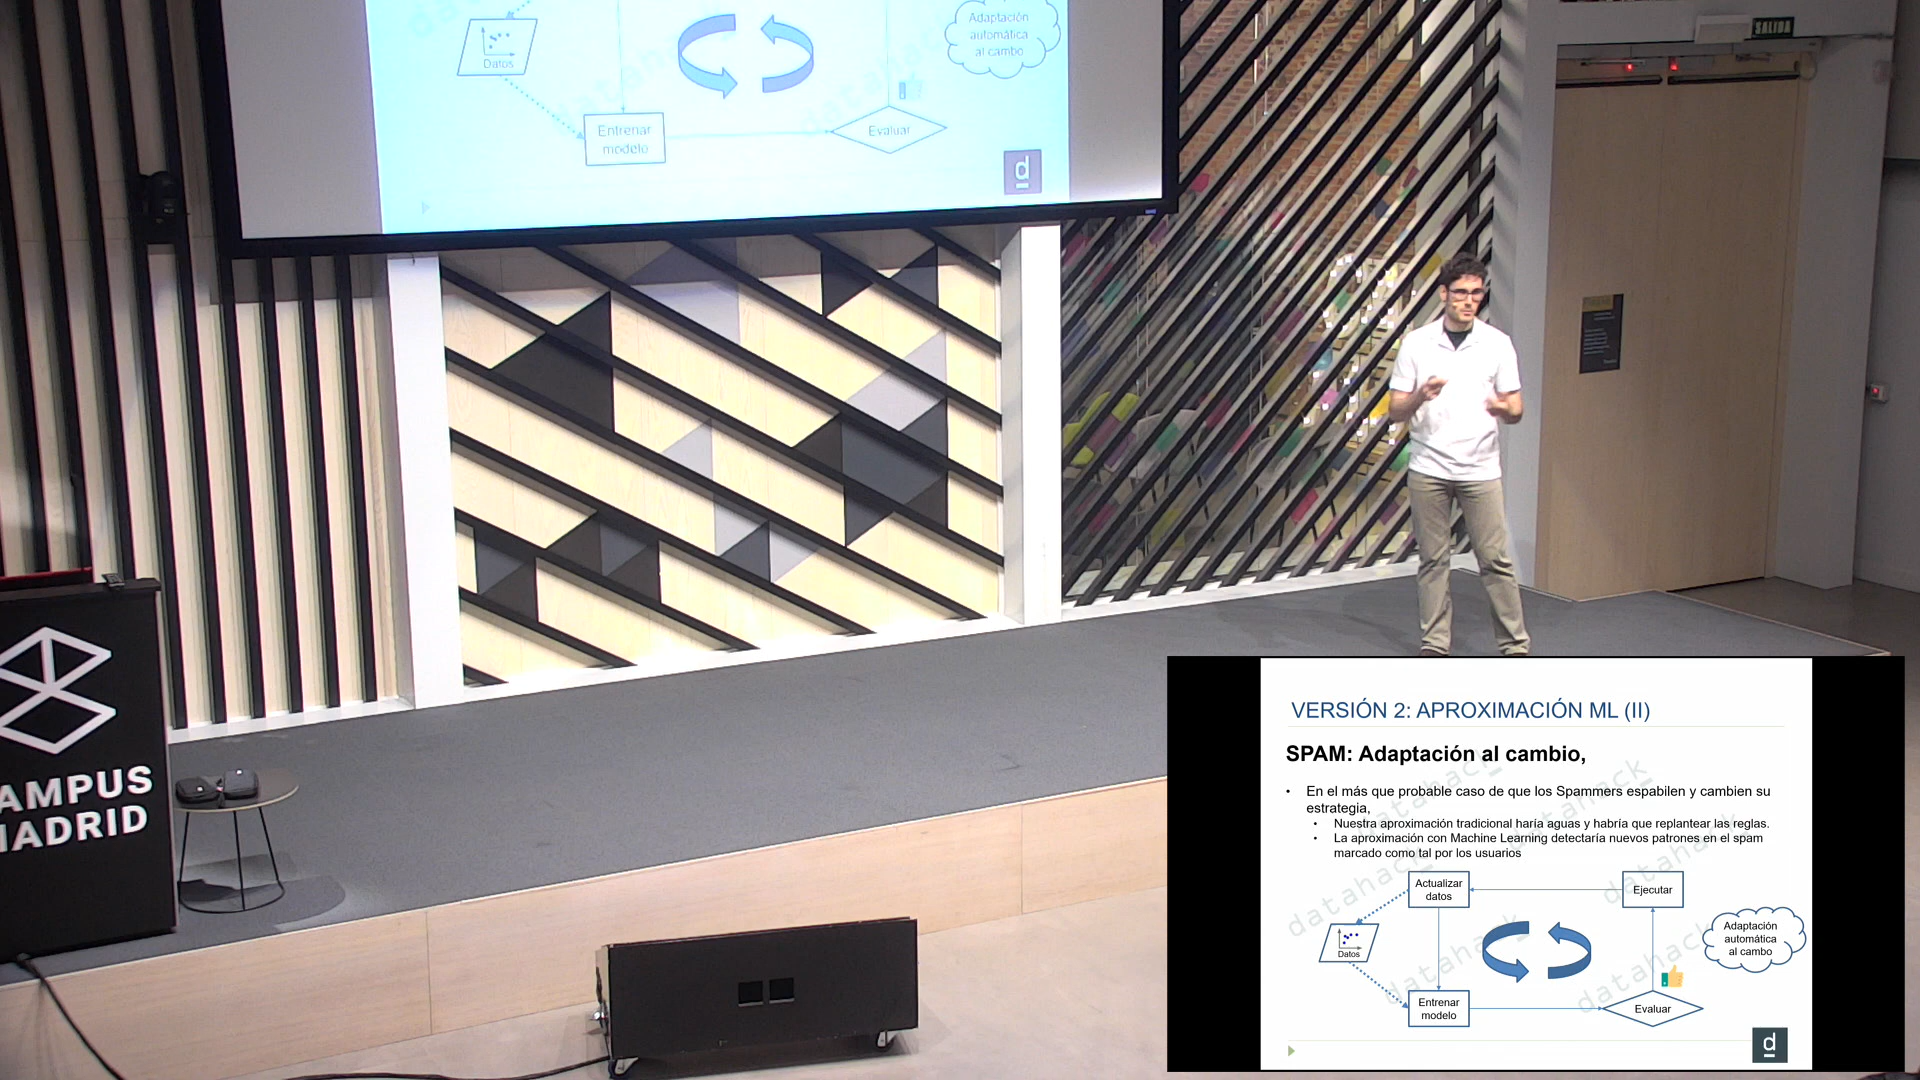 Datos
Entrenar
modelo
Evaluar
Adaptación
automática
al cambo
d
SALIDA
AMPUS
MADRID
VERSIÓN 2: APROXIMACIÓN ML (II)
SPAM: Adaptación al cambio,
• En el más que probable caso de que los Spammers espabilen y cambien su
estrategia,
• Nuestra aproximación tradicional haría aguas y habría que replantear las reglas.
• La aproximación con Machine Learning detectaría nuevos patrones en el spam
marcado como tal por los usuarios
Actualizar
datos
Ejecutar
Datos
Adaptación
automática
al cambo
Entrenar
modelo
Evaluar
datahack
datahack
datahack
datahack
d